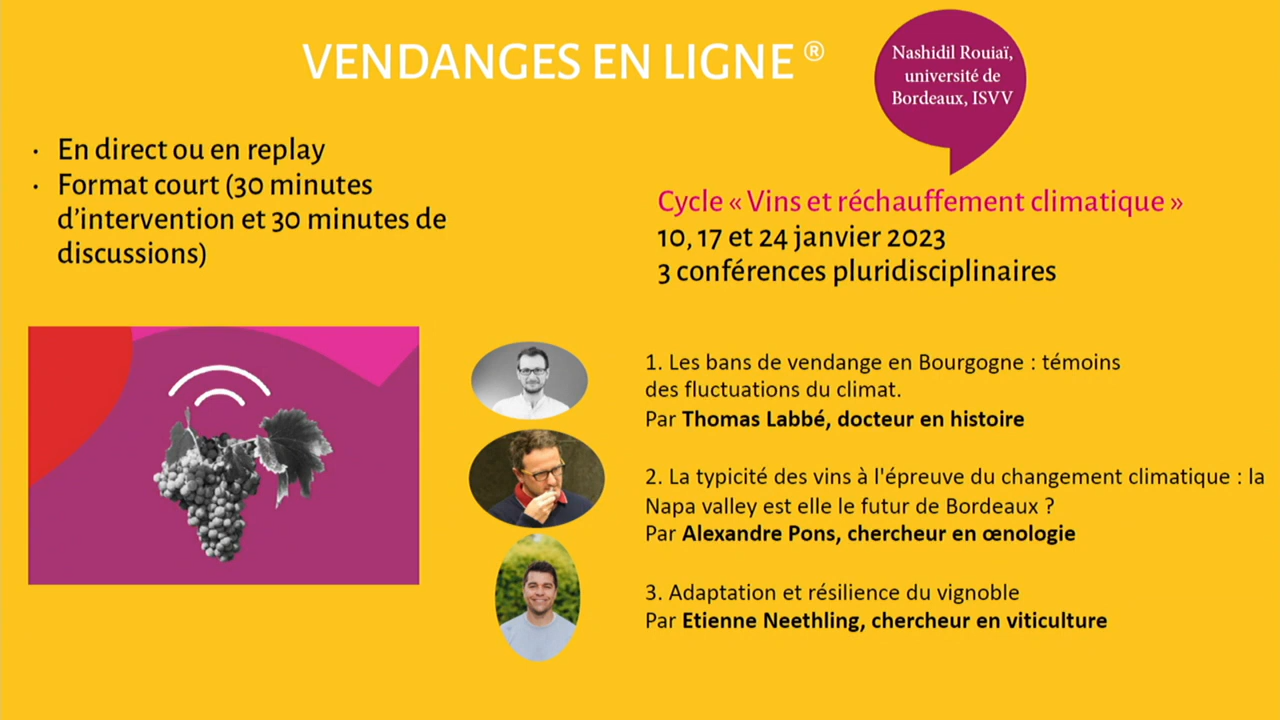 VENDANGES EN LIGNE ®
Nashidil Rouiaï,
université de
Bordeaux, ISVV
• En direct ou en replay
• Format court (30 minutes
d’intervention et 30 minutes de
discussions)
Cycle « Vins et réchauffement climatique »
10, 17 et 24 janvier 2023
3 conférences pluridisciplinaires
1. Les bans de vendange en Bourgogne : témoins
des fluctuations du climat.
Par Thomas Labbé, docteur en histoire
2. La typicité des vins à l'épreuve du changement climatique : la
Napa valley est elle le futur de Bordeaux ?
Par Alexandre Pons, chercheur en œnologie
3. Adaptation et résilience du vignoble
Par Etienne Neethling, chercheur en viticulture